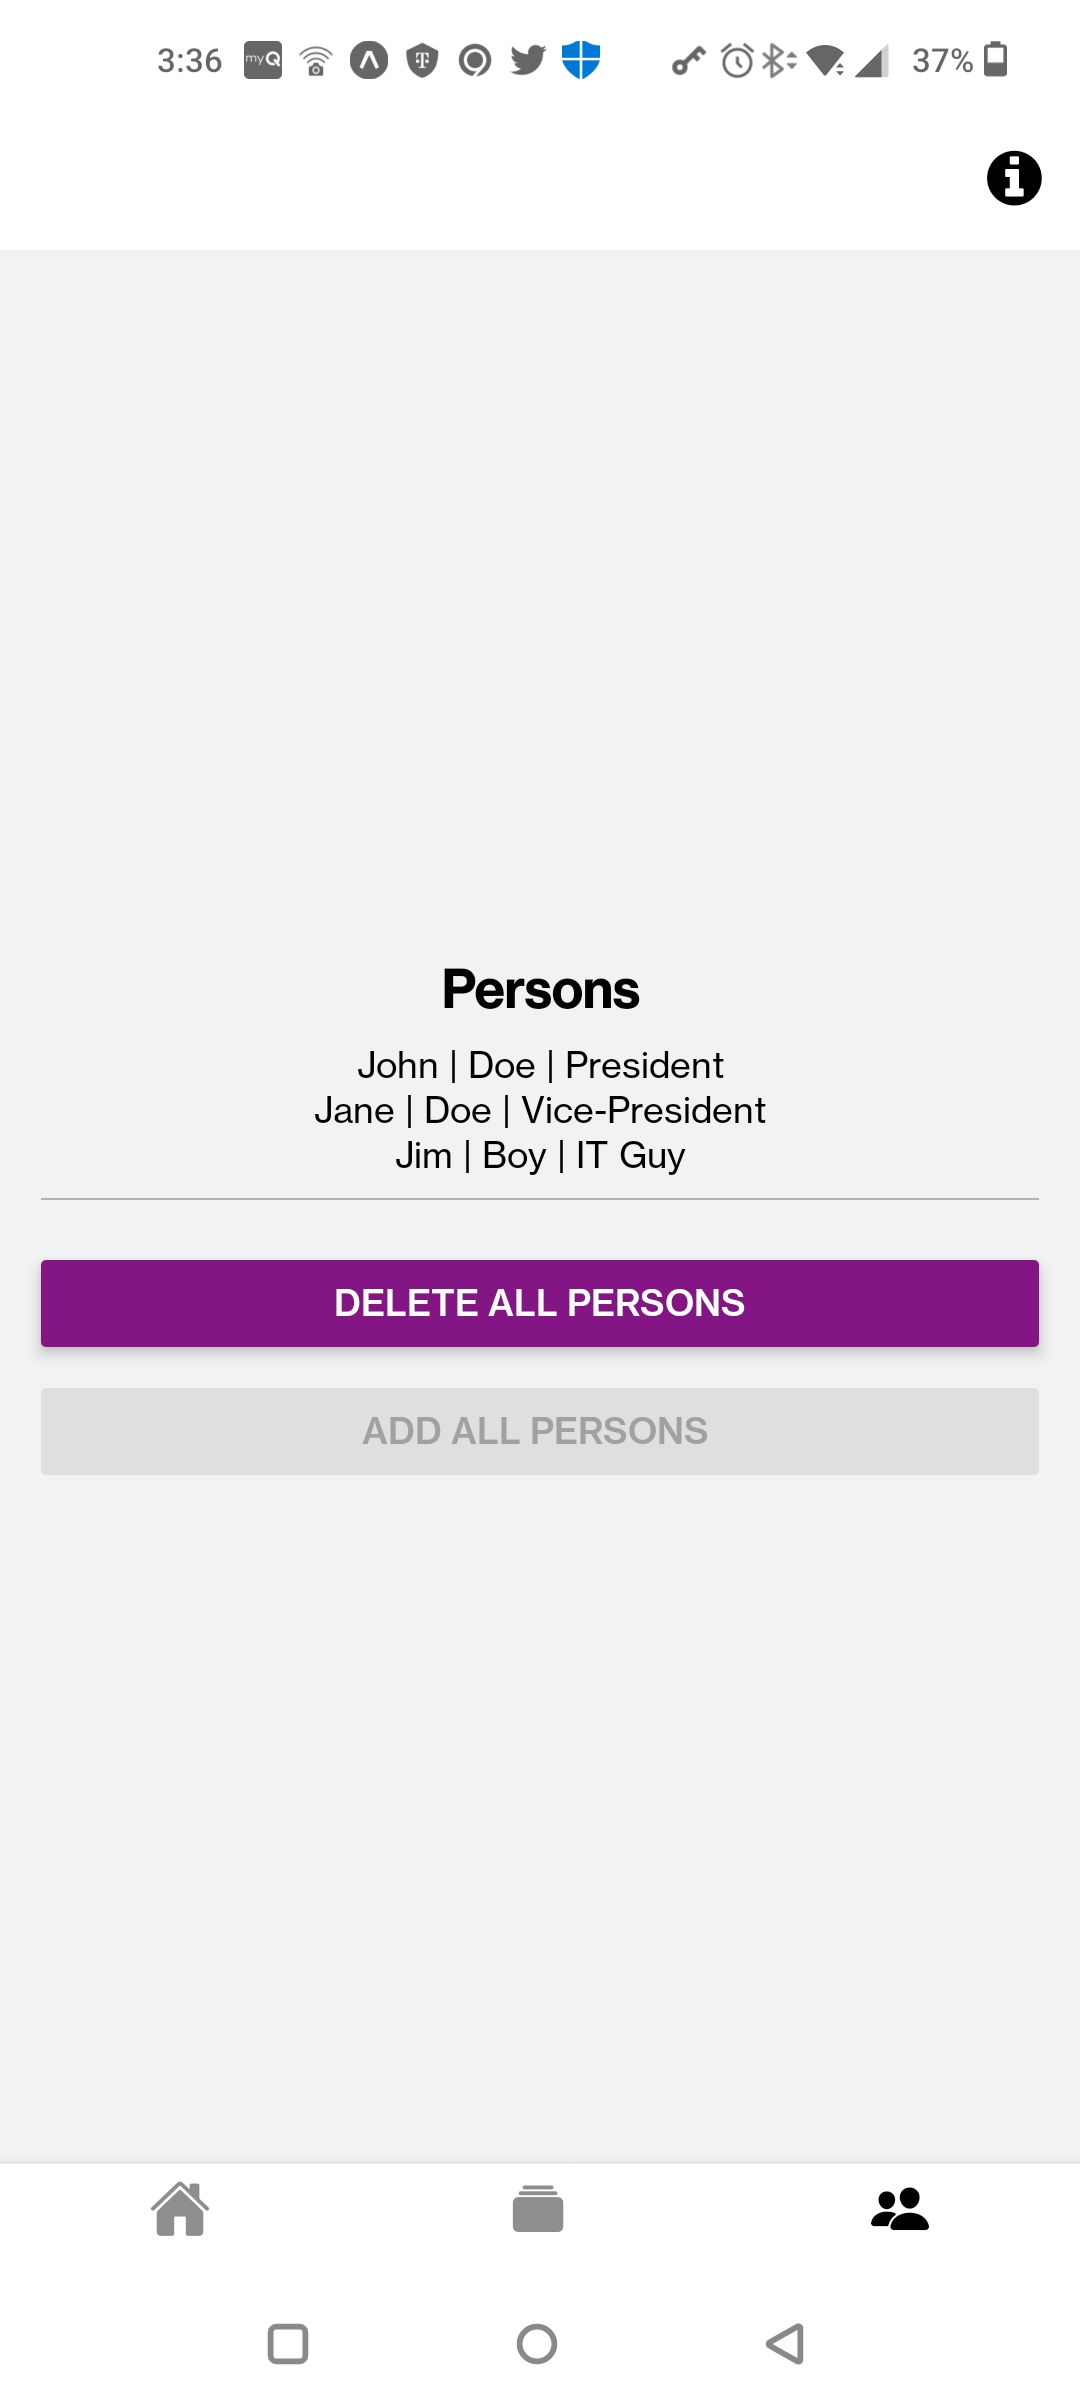 3:36 myQ 37%
Persons
John | Doe | President
Jane | Doe | Vice-President
Jim | Boy | IT Guy
DELETE ALL PERSONS
ADD ALL PERSONS